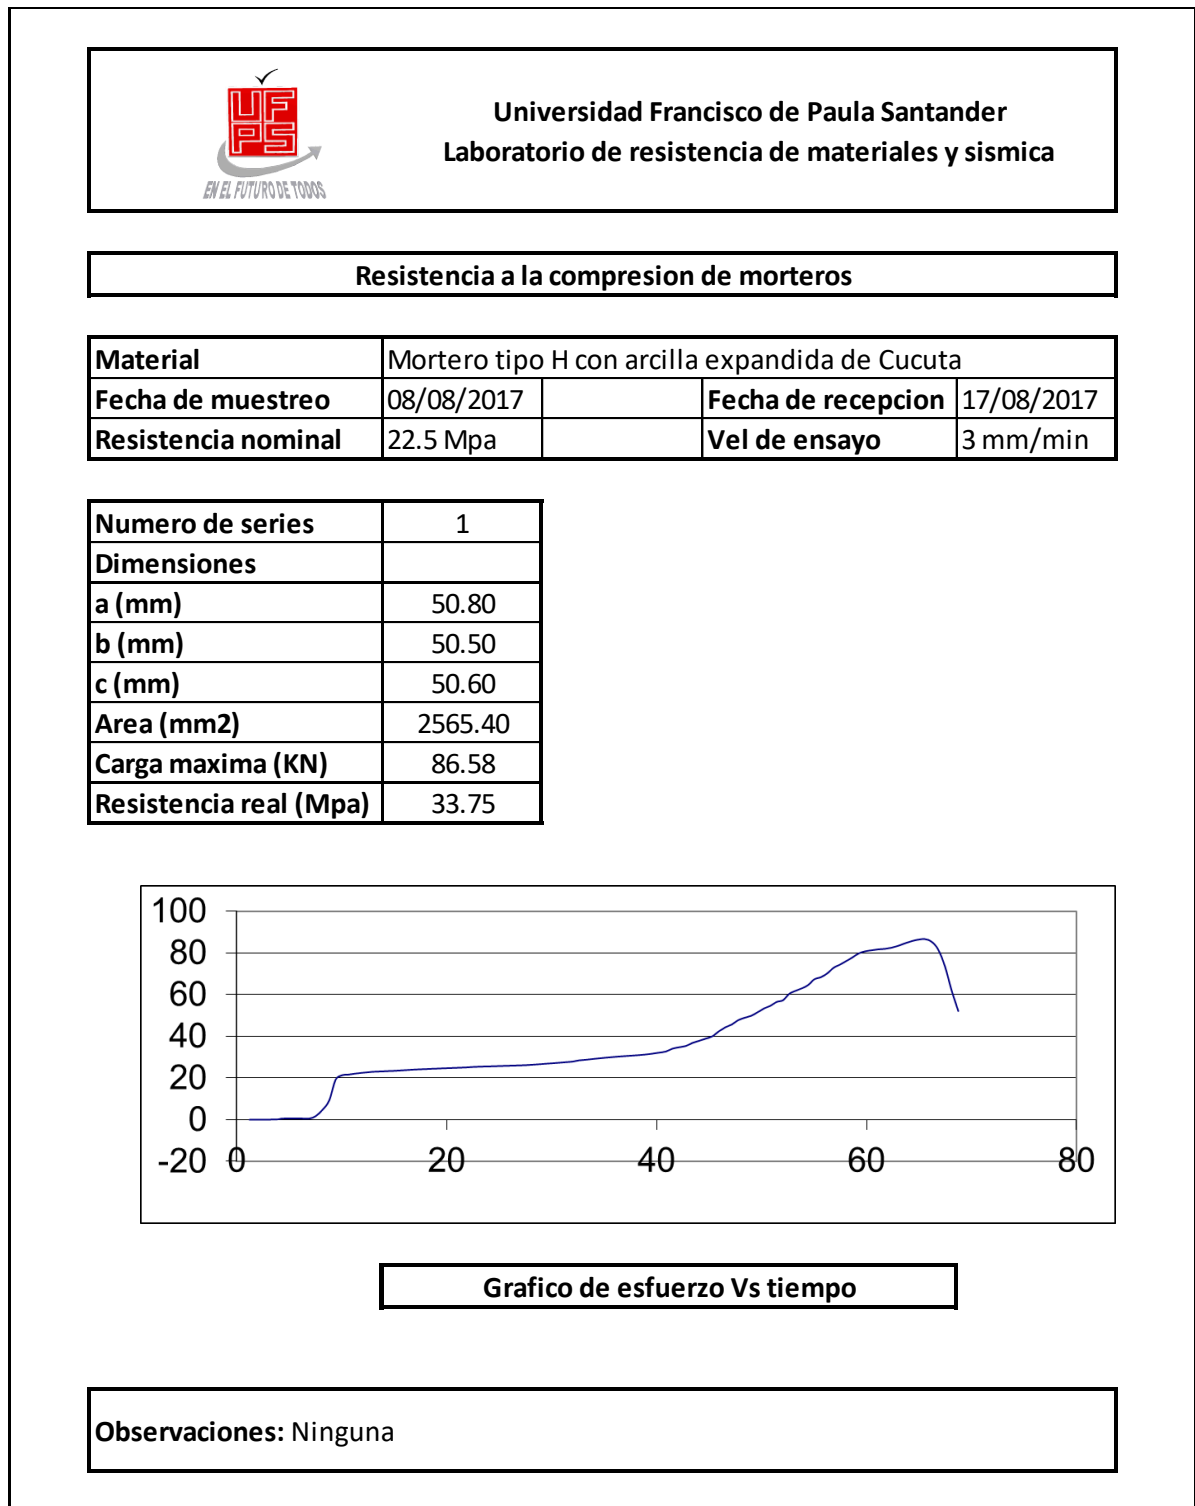 UF
PS
EN EL FUTURO DE TODOS
Universidad Francisco de Paula Santander
Laboratorio de resistencia de materiales y sismica
Resistencia a la compresion de morteros
Material Mortero tipo H con arcilla expandida de Cucuta
Fecha de muestreo 08/08/2017 Fecha de recepcion 17/08/2017
Resistencia nominal 22.5 Mpa Vel de ensayo 3 mm/min
Numero de series 1
Dimensiones
a (mm) 50.80
b (mm) 50.50
c (mm) 50.60
Area (mm2) 2565.40
Carga maxima (KN) 86.58
Resistencia real (Mpa) 33.75
100
80
60
40
20
0
-20 0 20 40 60 80
Grafico de esfuerzo Vs tiempo
Observaciones: Ninguna